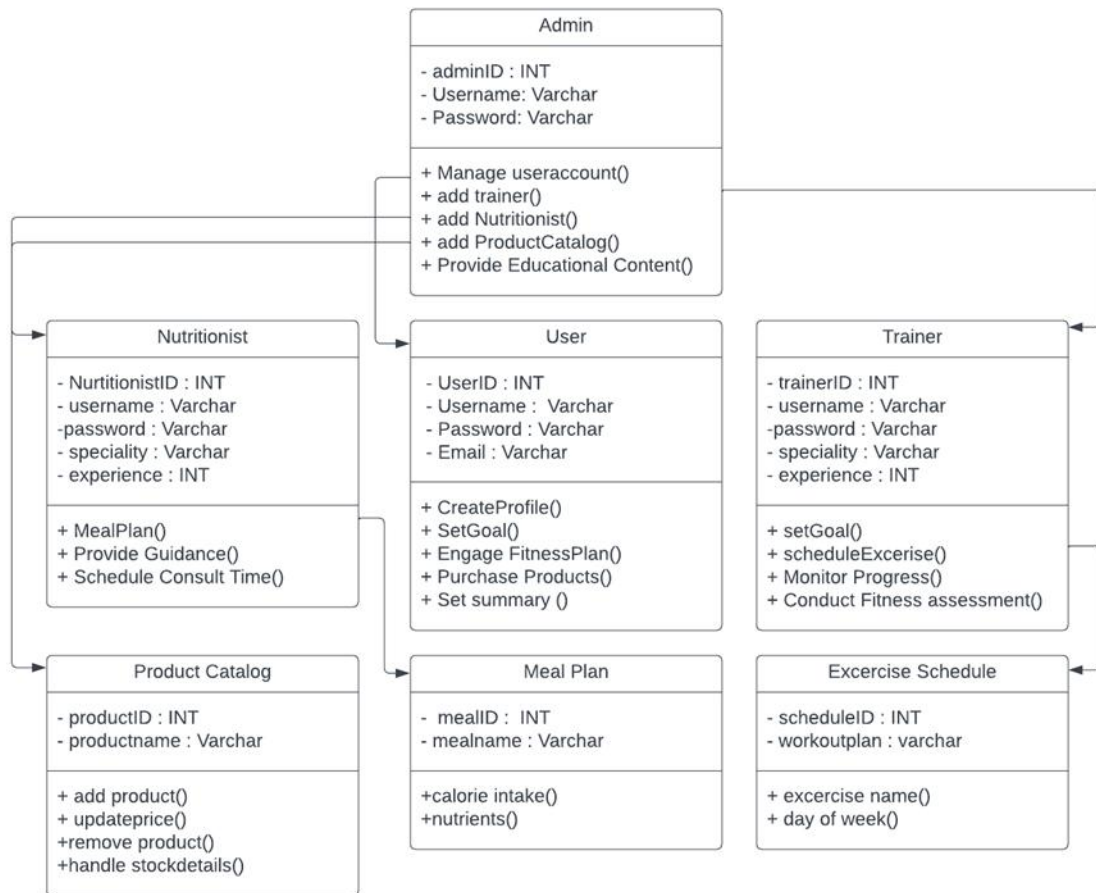 Admin
- adminID : INT
- Username: Varchar
- Password: Varchar
+ Manage useraccount()
+ add trainer()
+ add Nutritionist()
+ add ProductCatalog()
+ Provide Educational Content()
Nutritionist
- NurtitionistID : INT
- username : Varchar
-password : Varchar
- speciality : Varchar
- experience : INT
+ MealPlan()
+ Provide Guidance()
+ Schedule Consult Time()
User
- UserID : INT
- Username : Varchar
- Password : Varchar
- Email : Varchar
+ CreateProfile()
+ SetGoal()
+ Engage FitnessPlan()
+ Purchase Products()
+ Set summary ()
Trainer
- trainerID : INT
- username : Varchar
-password : Varchar
- speciality : Varchar
- experience : INT
+ setGoal()
+ scheduleExcerise()
+ Monitor Progress()
+ Conduct Fitness assessment()
Product Catalog
- productID : INT
- productname : Varchar
+ add product()
+ updateprice()
+remove product()
+handle stockdetails()
Meal Plan
- mealID : INT
- mealname : Varchar
+calorie intake()
+nutrients()
Excercise Schedule
- scheduleID : INT
- workoutplan : varchar
+ excercise name()
+ day of week()